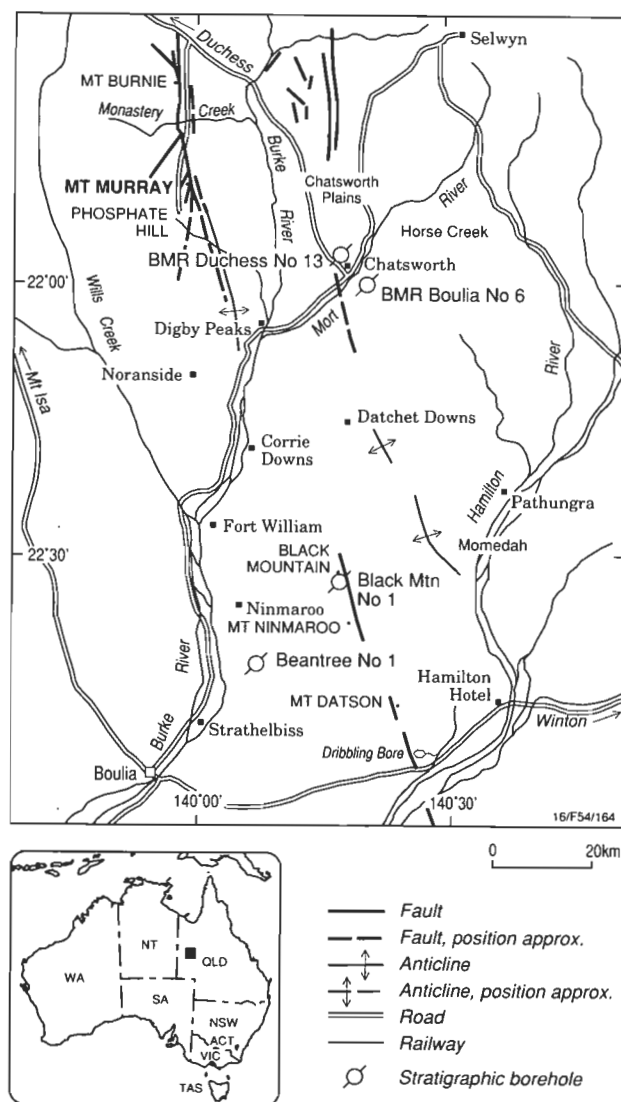 Selwyn
Duchess
MT BURNIE
Monastery Creek
Burke
River
MT MURRAY
PHOSPHATE
HILL
Chatsworth
Plains
River
Horse Creek
BMR Duchess No 13
Chatsworth
22°00'
BMR Boulia No 6
Mort
Digby Peaks
Wills
Creek
Noranside
River
Mt Isa
Datchet Downs
Corrie
Downs
Hamilton
Pathungra
Fort William
Momedah
22°30'
BLACK
MOUNTAIN
Black Mtn
No 1
Ninmaroo
MT NINMAROO
River
Beantree No 1
Hamilton
Hotel
MT DATSON
Burke
Strathelbiss
Winton
Dribbling Bore
Boulia
140°00'
140°30'
16/F54/164
0 20km
NT
QLD
WA
SA
NSW
ACT
VIC
TAS
Fault
Fault, position approx.
Anticline
Anticline, position approx.
Road
Railway
Stratigraphic borehole